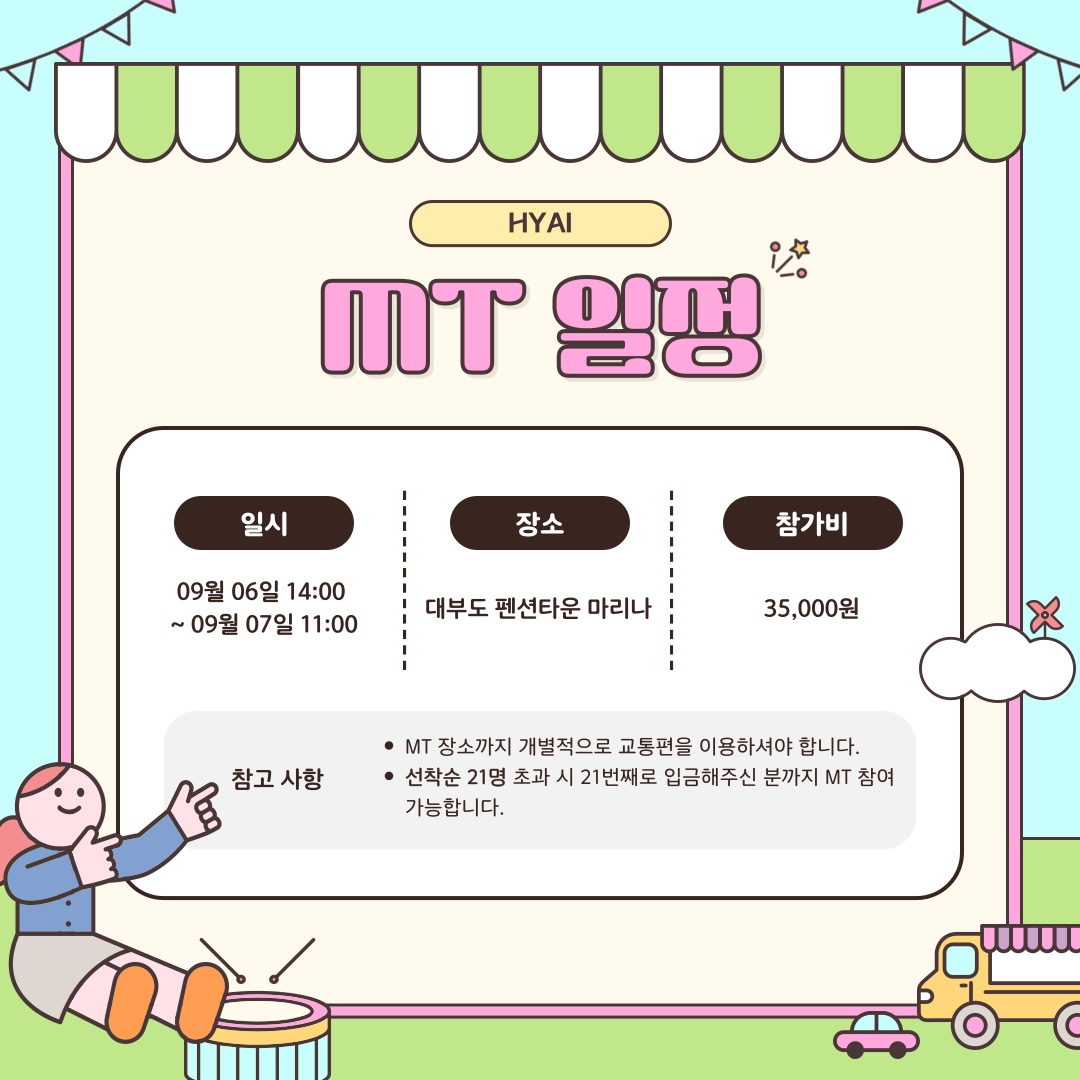 HYAI
MT 일정
일시
장소
참가비
09월 06일 14:00
~ 09월 07일 11:00
대부도 펜션타운 마리나
35,000원
참고 사항
• MT 장소까지 개별적으로 교통편을 이용하셔야 합니다.
• 선착순 21명 초과 시 21번째로 입금해주신 분까지 MT 참여
가능합니다.